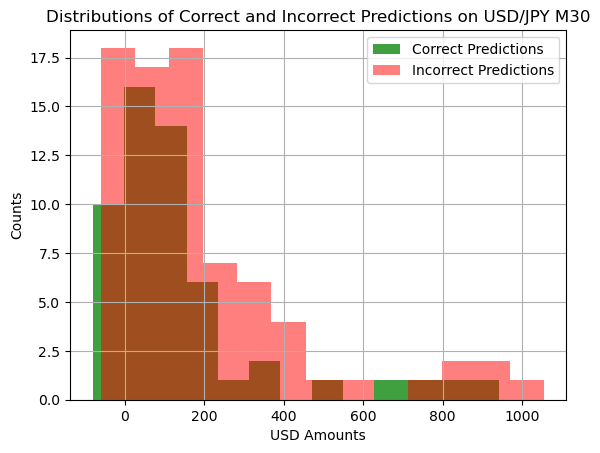 Distributions of Correct and Incorrect Predictions on USD/JPY M30
Correct Predictions
Incorrect Predictions
17.5
15.0
12.5
10.0
7.5
5.0
2.5
0.0
Counts
0 200 400 600 800 1000
USD Amounts